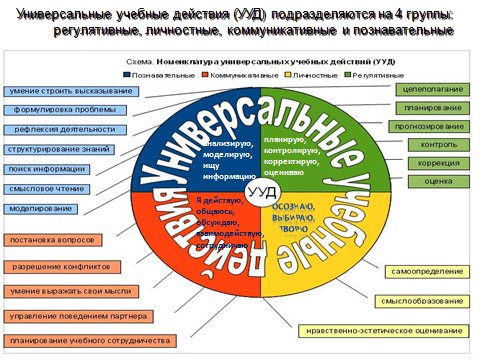 Универсальные учебные действия (УУД) подразделяются на 4 группы:
регулятивные, личностные, коммуникативные и познавательные
Схема. Номенклатура универсальных учебных действий (УУД)
Познавательные Коммуникативные Личностные Регулятивные
умение строить высказывание
формулировка проблемы
рефлексия деятельности
структурирование знаний
поиск информации
смысловое чтение
моделирование
постановка вопросов
разрешение конфликтов
умение выражать свои мысли
управление поведением партнера
планирование учебного сотрудничества
Универсальные учебные действия
анализирую,
моделирую,
ищу
информацию
планирую,
контролирую,
корректирую,
оцениваю
УУД
Я действую,
общаюсь,
обсуждаю,
взаимодействую,
сотрудничаю
ОСОЗНАЮ,
ВЫБИРАЮ,
ТВОРЮ
целеполагание
планирование
прогнозирование
контроль
коррекция
оценка
самоопределение
смыслообразование
нравственно-эстетическое оценивание